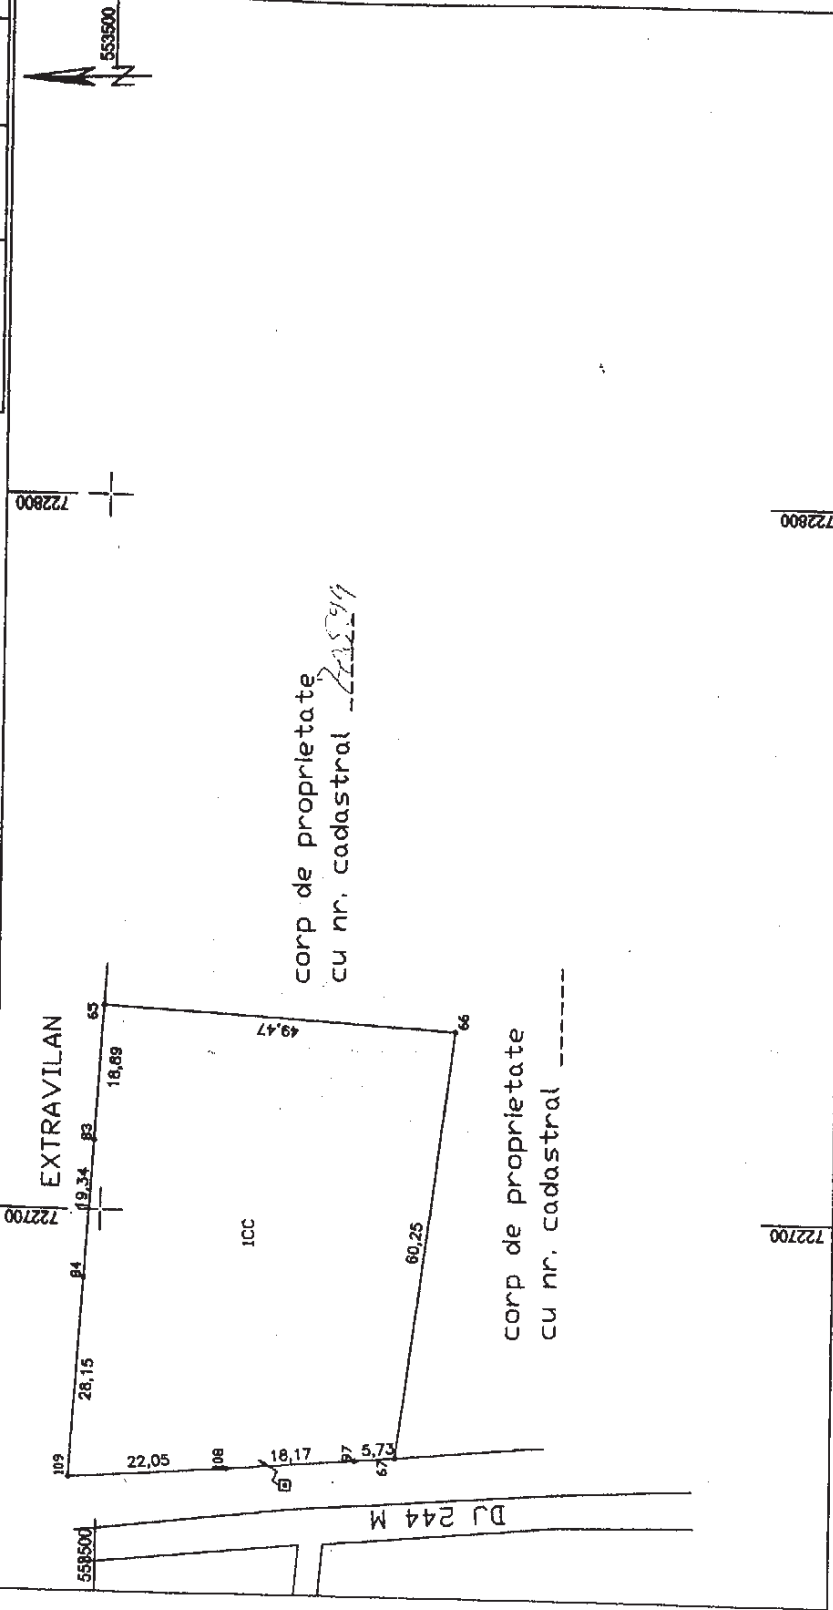 553500
N
722800
722800
corp de proprietate
cu nr. cadastral
EXTRAVILAN
65
18,89
83
19,34
722700
84
28,15
109
49,47
66
1CC
60,25
22,05
108
18,17
97
5,73
67
corp de proprietate
cu nr. cadastral ------
722700
DJ 244 M
558500